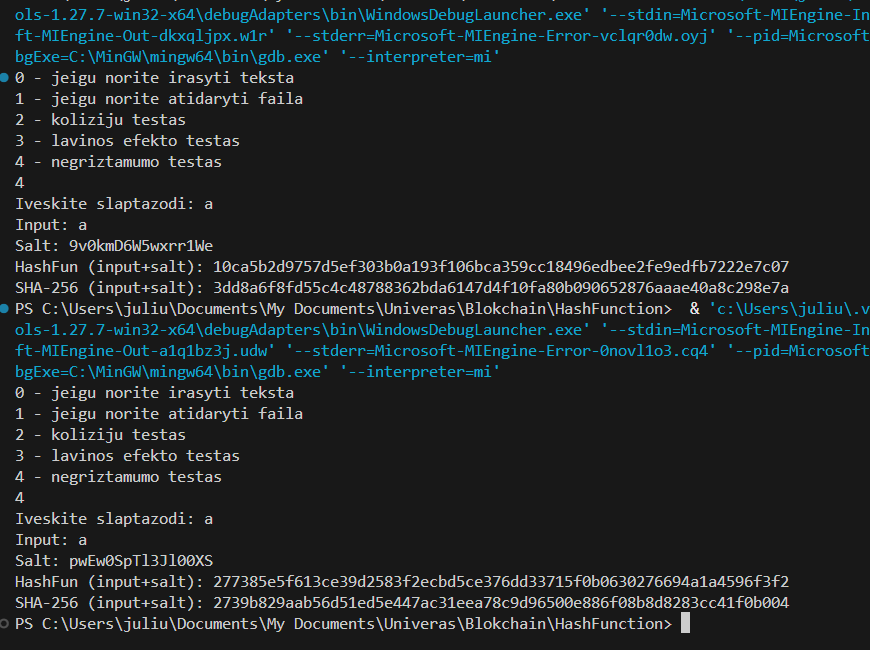 ols-1.27.7-win32-x64\debugAdapters\bin\WindowsDebugLauncher.exe' '--stdin=Microsoft-MIEngine-In
ft-MIEngine-Out-dkxqljpx.w1r' '--stderr=Microsoft-MIEngine-Error-vclqr0dw.oyj' '--pid=Microsoft
bgExe=C:\MinGW\mingw64\bin\gdb.exe' '--interpreter=mi'
0 - jeigu norite irasyti teksta
1 - jeigu norite atidaryti faila
2 - koliziju testas
3 - lavinos efekto testas
4 - negriztamumo testas
4
Iveskite slaptazodi: a
Input: a
Salt: 9v0kmD6W5wxrr1We
HashFun (input+salt): 10ca5b2d9757d5ef303b0a193f106bca359cc18496edbee2fe9edfb7222e7c07
SHA-256 (input+salt): 3dd8a6f8fd55c4c48788362bda6147d4f10fa80b090652876aaae40a8c298e7a
PS C:\Users\juliu\Documents\My Documents\Univeras\Blokchain\HashFunction>  & 'c:\Users\juliu\.v
ols-1.27.7-win32-x64\debugAdapters\bin\WindowsDebugLauncher.exe' '--stdin=Microsoft-MIEngine-In
ft-MIEngine-Out-a1q1bz3j.udw' '--stderr=Microsoft-MIEngine-Error-0novl1o3.cq4' '--pid=Microsoft
bgExe=C:\MinGW\mingw64\bin\gdb.exe' '--interpreter=mi'
0 - jeigu norite irasyti teksta
1 - jeigu norite atidaryti faila
2 - koliziju testas
3 - lavinos efekto testas
4 - negriztamumo testas
4
Iveskite slaptazodi: a
Input: a
Salt: pwEw0SpTl3Jl00XS
HashFun (input+salt): 277385e5f613ce39d2583f2ecbd5ce376dd33715f0b0630276694a1a4596f3f2
SHA-256 (input+salt): 2739b829aab56d51ed5e447ac31eea78c9d96500e886f08b8d8283cc41f0b004
PS C:\Users\juliu\Documents\My Documents\Univeras\Blokchain\HashFunction>